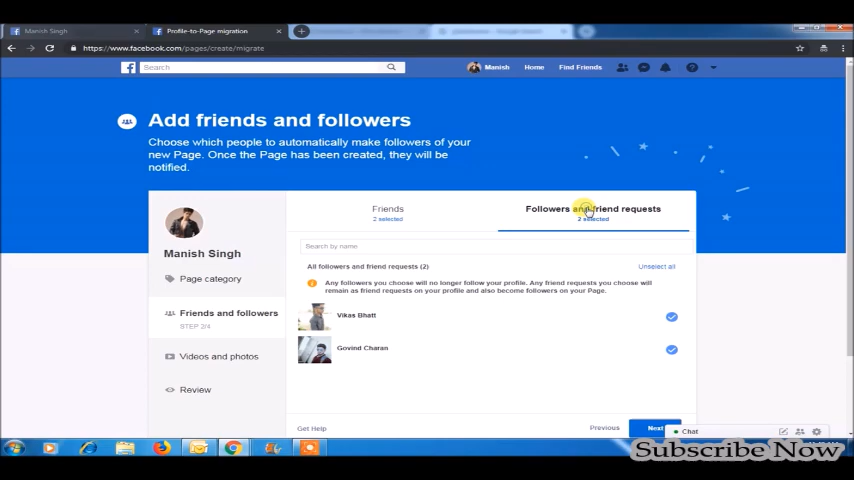 Manish Singh
Profile-to-Page migration
https://www.facebook.com/pages/create/migrate
Search
Manish
Home
Find Friends
Add friends and followers
Choose which people to automatically make followers of your
new Page. Once the Page has been created, they will be
notified.
Manish Singh
Page category
Friends and followers
STEP 2/4
Videos and photos
Review
Friends
2 selected
Followers and friend requests
2 selected
Search by name
All followers and friend requests (2)
Unselect all
Any followers you choose will no longer follow your profile. Any friend requests you choose will
remain as friend requests on your profile and also become followers on your Page.
Vikas Bhatt
Govind Charan
Get Help
Previous
Next
Chat
Subscribe Now